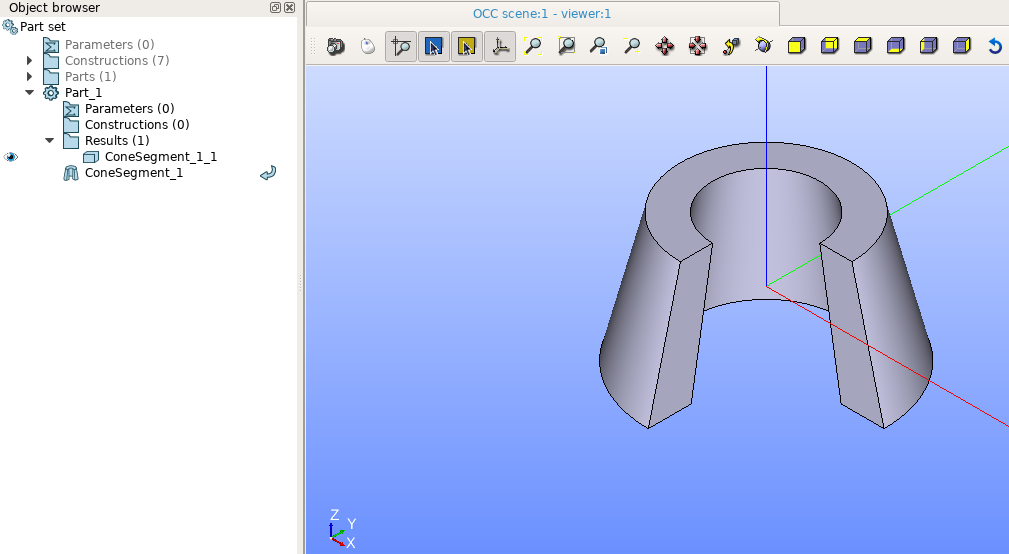 Object browser
Part set
Parameters (0)
Constructions (7)
Parts (1)
Part_1
Parameters (0)
Constructions (0)
Results (1)
ConeSegment_1_1
ConeSegment_1
OCC scene:1 - viewer:1
Z
Y
X